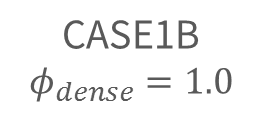 CASE1B
ϕ_dense = 1.0